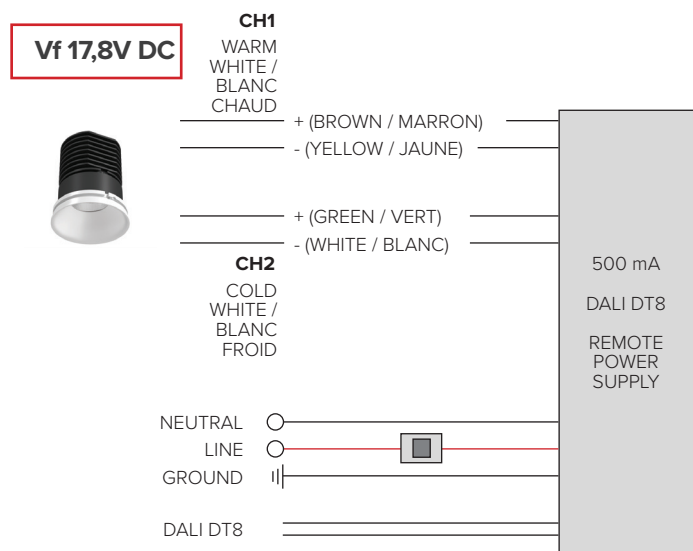 Vf 17,8V DC
CH1
WARM
WHITE /
BLANC
CHAUD
+ (BROWN / MARRON)
- (YELLOW / JAUNE)
+ (GREEN / VERT)
- (WHITE / BLANC)
CH2
COLD
WHITE /
BLANC
FROID
500 mA
DALI DT8
REMOTE
POWER
SUPPLY
NEUTRAL
LINE
GROUND
DALI DT8